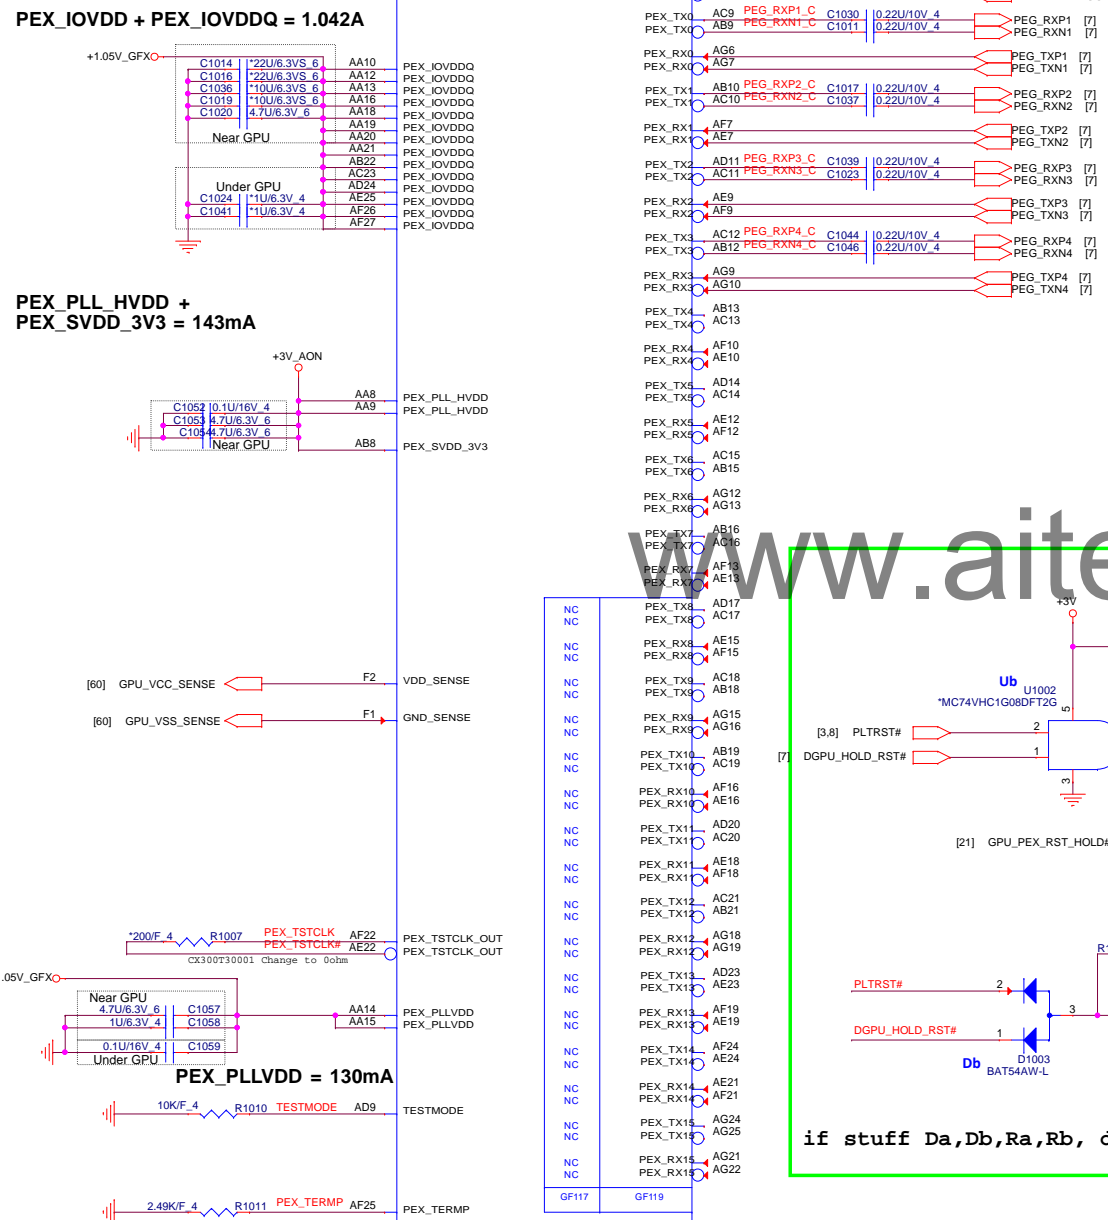 PEX_IOVDD + PEX_IOVDDQ = 1.042A
+1.05V_GFX
C1014 *22U/6.3VS_6 AA10 PEX_IOVDDQ
C1016 *22U/6.3VS_6 AA12 PEX_IOVDDQ
C1036 *10U/6.3VS_6 AA13 PEX_IOVDDQ
C1019 *10U/6.3VS_6 AA16 PEX_IOVDDQ
C1020 4.7U/6.3V_6 AA18 PEX_IOVDDQ
AA19 PEX_IOVDDQ
Near GPU AA20 PEX_IOVDDQ
AA21 PEX_IOVDDQ
AB22 PEX_IOVDDQ
AC23 PEX_IOVDDQ
Under GPU AD24 PEX_IOVDDQ
C1024 *1U/6.3V_4 AE25 PEX_IOVDDQ
C1041 *1U/6.3V_4 AF26 PEX_IOVDDQ
AF27 PEX_IOVDDQ
PEX_PLL_HVDD +
PEX_SVDD_3V3 = 143mA
+3V_AON
AA8 PEX_PLL_HVDD
C1052 0.1U/16V_4 AA9 PEX_PLL_HVDD
C1053 4.7U/6.3V_6
C1054 4.7U/6.3V_6
Near GPU AB8 PEX_SVDD_3V3
[60] GPU_VCC_SENSE F2 VDD_SENSE
[60] GPU_VSS_SENSE F1 GND_SENSE
*200/F_4 R1007 PEX_TSTCLK AF22 PEX_TSTCLK_OUT
PEX_TSTCLK# AE22 PEX_TSTCLK_OUT
CX300T30001 Change to 0ohm
.05V_GFX
Near GPU
4.7U/6.3V_6 C1057 AA14 PEX_PLLVDD
1U/6.3V_4 C1058 AA15 PEX_PLLVDD
0.1U/16V_4 C1059
Under GPU
PEX_PLLVDD = 130mA
10K/F_4 R1010 TESTMODE AD9 TESTMODE
2.49K/F_4 R1011 PEX_TERMP AF25 PEX_TERMP
PEX_TX0 AC9 PEG_RXP1_C C1030 0.22U/10V_4 PEG_RXP1 [7]
PEX_TX0 AB9 PEG_RXN1_C C1011 0.22U/10V_4 PEG_RXN1 [7]
PEX_RX0 AG6 PEG_TXP1 [7]
PEX_RX0 AG7 PEG_TXN1 [7]
PEX_TX1 AB10 PEG_RXP2_C C1017 0.22U/10V_4 PEG_RXP2 [7]
PEX_TX1 AC10 PEG_RXN2_C C1037 0.22U/10V_4 PEG_RXN2 [7]
PEX_RX1 AF7 PEG_TXP2 [7]
PEX_RX1 AE7 PEG_TXN2 [7]
PEX_TX2 AD11 PEG_RXP3_C C1039 0.22U/10V_4 PEG_RXP3 [7]
PEX_TX2 AC11 PEG_RXN3_C C1023 0.22U/10V_4 PEG_RXN3 [7]
PEX_RX2 AE9 PEG_TXP3 [7]
PEX_RX2 AF9 PEG_TXN3 [7]
PEX_TX3 AC12 PEG_RXP4_C C1044 0.22U/10V_4 PEG_RXP4 [7]
PEX_TX3 AB12 PEG_RXN4_C C1046 0.22U/10V_4 PEG_RXN4 [7]
PEX_RX3 AG9 PEG_TXP4 [7]
PEX_RX3 AG10 PEG_TXN4 [7]
PEX_TX4 AB13
PEX_TX4 AC13
PEX_RX4 AF10
PEX_RX4 AE10
PEX_TX5 AD14
PEX_TX5 AC14
PEX_RX5 AE12
PEX_RX5 AF12
PEX_TX6 AC15
PEX_TX6 AB15
PEX_RX6 AG12
PEX_RX6 AG13
PEX_TX7 AB16
PEX_TX7 AC16
PEX_RX7 AF13
PEX_RX7 AE13
www.aite
NC PEX_TX8 AD17
NC PEX_TX8 AC17
NC PEX_RX8 AE15
NC PEX_RX8 AF15
NC PEX_TX9 AC18
NC PEX_TX9 AB18
NC PEX_RX9 AG15
NC PEX_RX9 AG16
NC PEX_TX10 AB19
NC PEX_TX10 AC19
NC PEX_RX10 AF16
NC PEX_RX10 AE16
NC PEX_TX11 AD20
NC PEX_TX11 AC20
NC PEX_RX11 AE18
NC PEX_RX11 AF18
NC PEX_TX12 AC21
NC PEX_TX12 AB21
NC PEX_RX12 AG18
NC PEX_RX12 AG19
NC PEX_TX13 AD23
NC PEX_TX13 AE23
NC PEX_RX13 AF19
NC PEX_RX13 AE19
NC PEX_TX14 AF24
NC PEX_TX14 AE24
NC PEX_RX14 AE21
NC PEX_RX14 AF21
NC PEX_TX15 AG24
NC PEX_TX15 AG25
NC PEX_RX15 AG21
NC PEX_RX15 AG22
GF117 GF119
+3V
Ub
U1002
*MC74VHC1G08DFT2G
5
[3,8] PLTRST# 2
[7] DGPU_HOLD_RST# 1
3
[21] GPU_PEX_RST_HOLD#
R1
PLTRST# 2
3
DGPU_HOLD_RST# 1
Db D1003
BAT54AW-L
if stuff Da,Db,Ra,Rb,